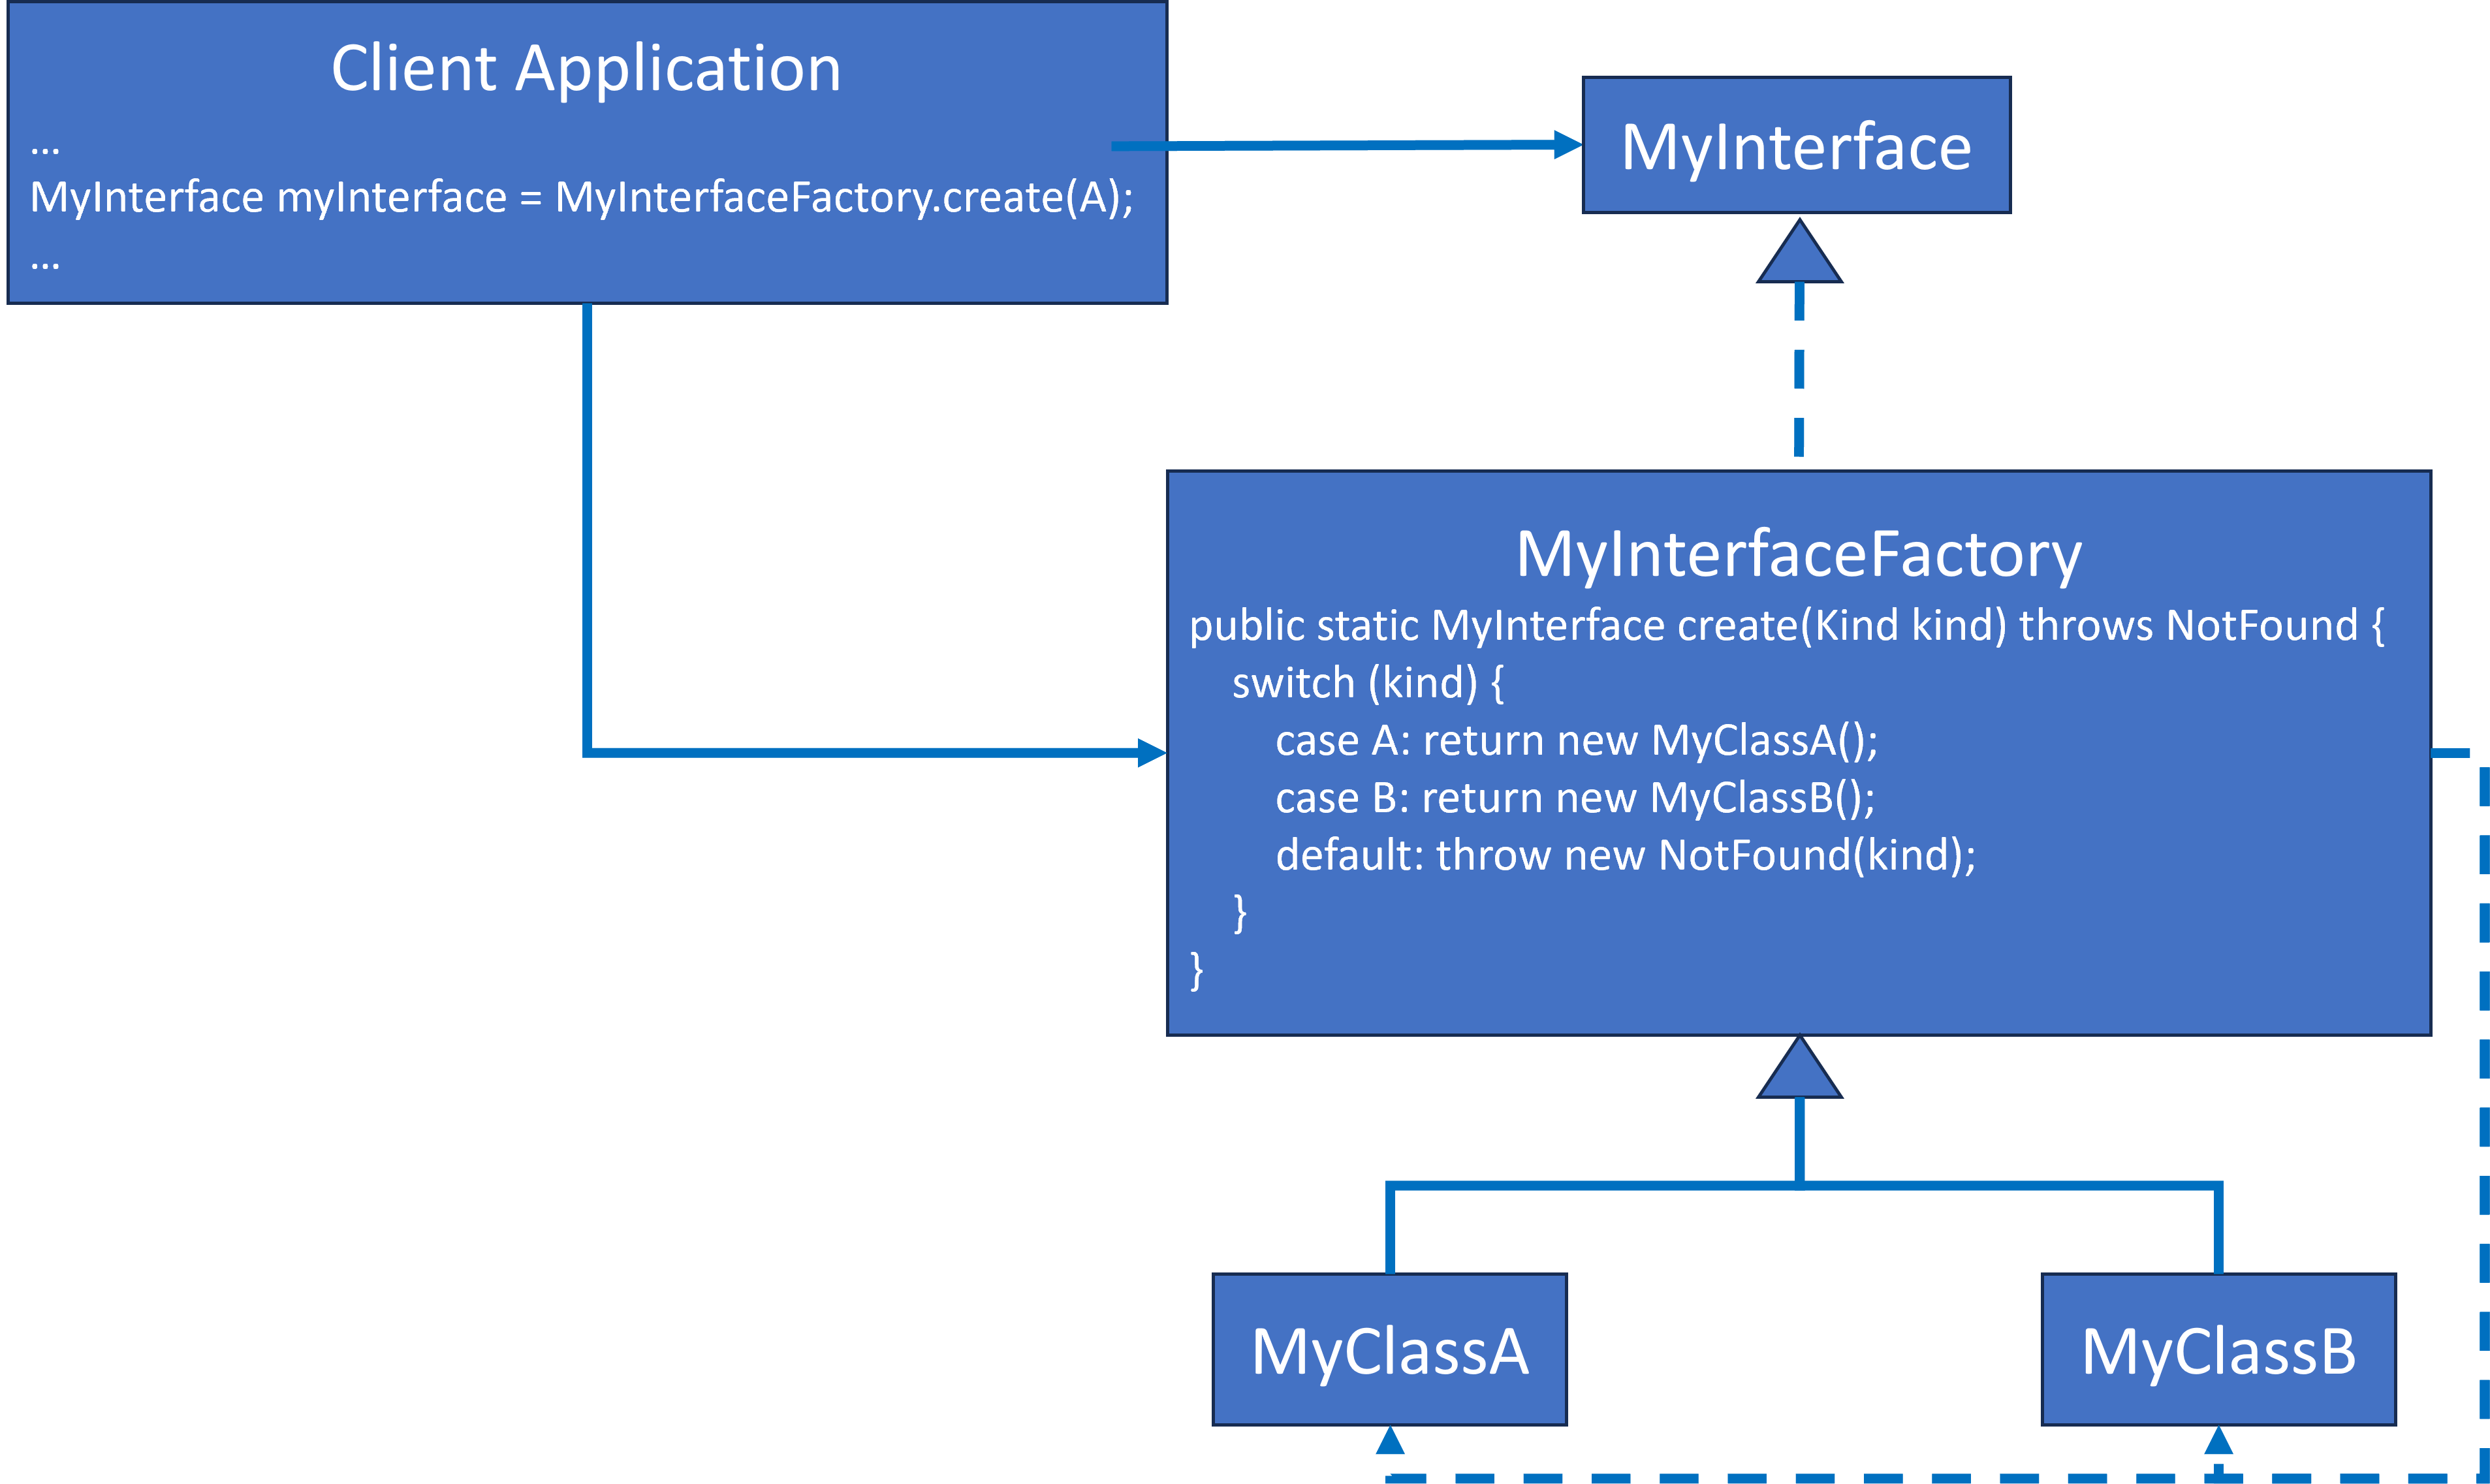 Client Application
…
MyInterface myInterface = MyInterfaceFactory.create(A);
…
MyInterface
MyInterfaceFactory
public static MyInterface create(Kind kind) throws NotFound {
switch (kind) {
case A: return new MyClassA();
case B: return new MyClassB();
default: throw new NotFound(kind);
}
}
MyClassA
MyClassB